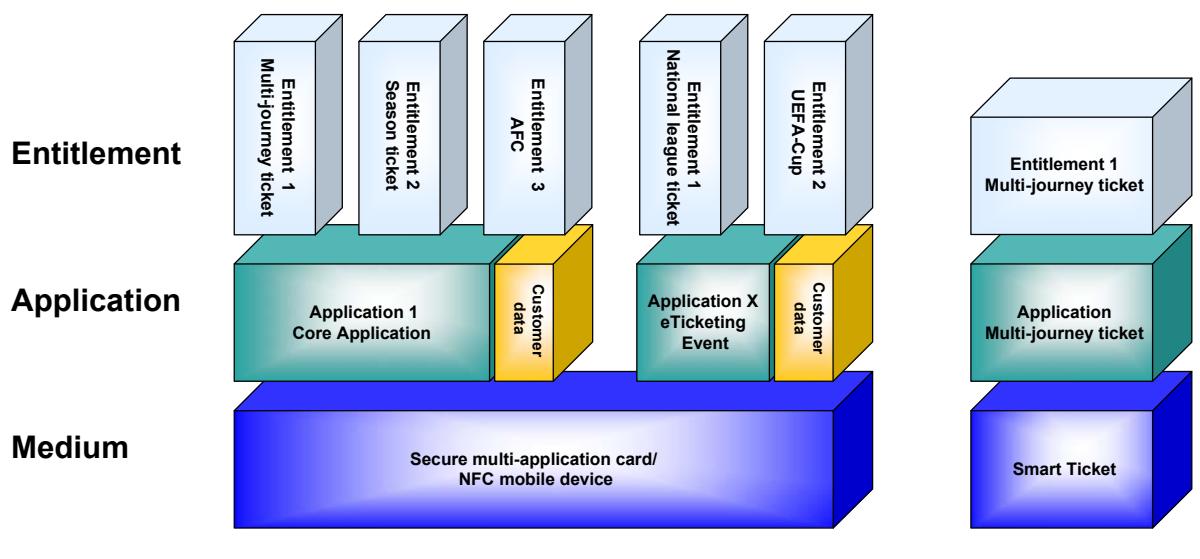 Entitlement
Entitlement 1
Multi-journey ticket
Entitlement 2
Season ticket
Entitlement 3
AFC
Entitlement 1
National league ticket
Entitlement 2
UEFA-Cup
Entitlement 1
Multi-journey ticket
Application
Application 1
Core Application
Customer
data
Application X
eTicketing
Event
Customer
data
Application
Multi-journey ticket
Medium
Secure multi-application card/
NFC mobile device
Smart Ticket